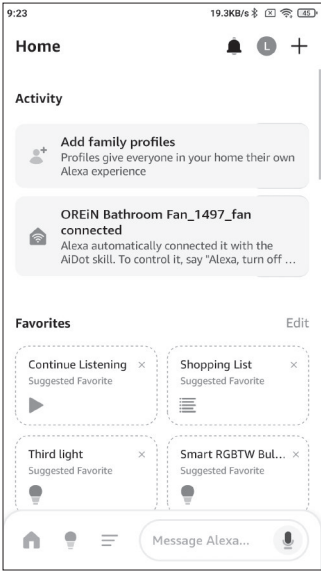 9:23
19.3KB/s
45
Home
L
Activity
Add family profiles
Profiles give everyone in your home their own
Alexa experience
OREiN Bathroom Fan_1497_fan
connected
Alexa automatically connected it with the
AiDot skill. To control it, say "Alexa, turn off ...
Favorites
Edit
Continue Listening
Suggested Favorite
Shopping List
Suggested Favorite
Third light
Suggested Favorite
Smart RGBTW Bul...
Suggested Favorite
Message Alexa...